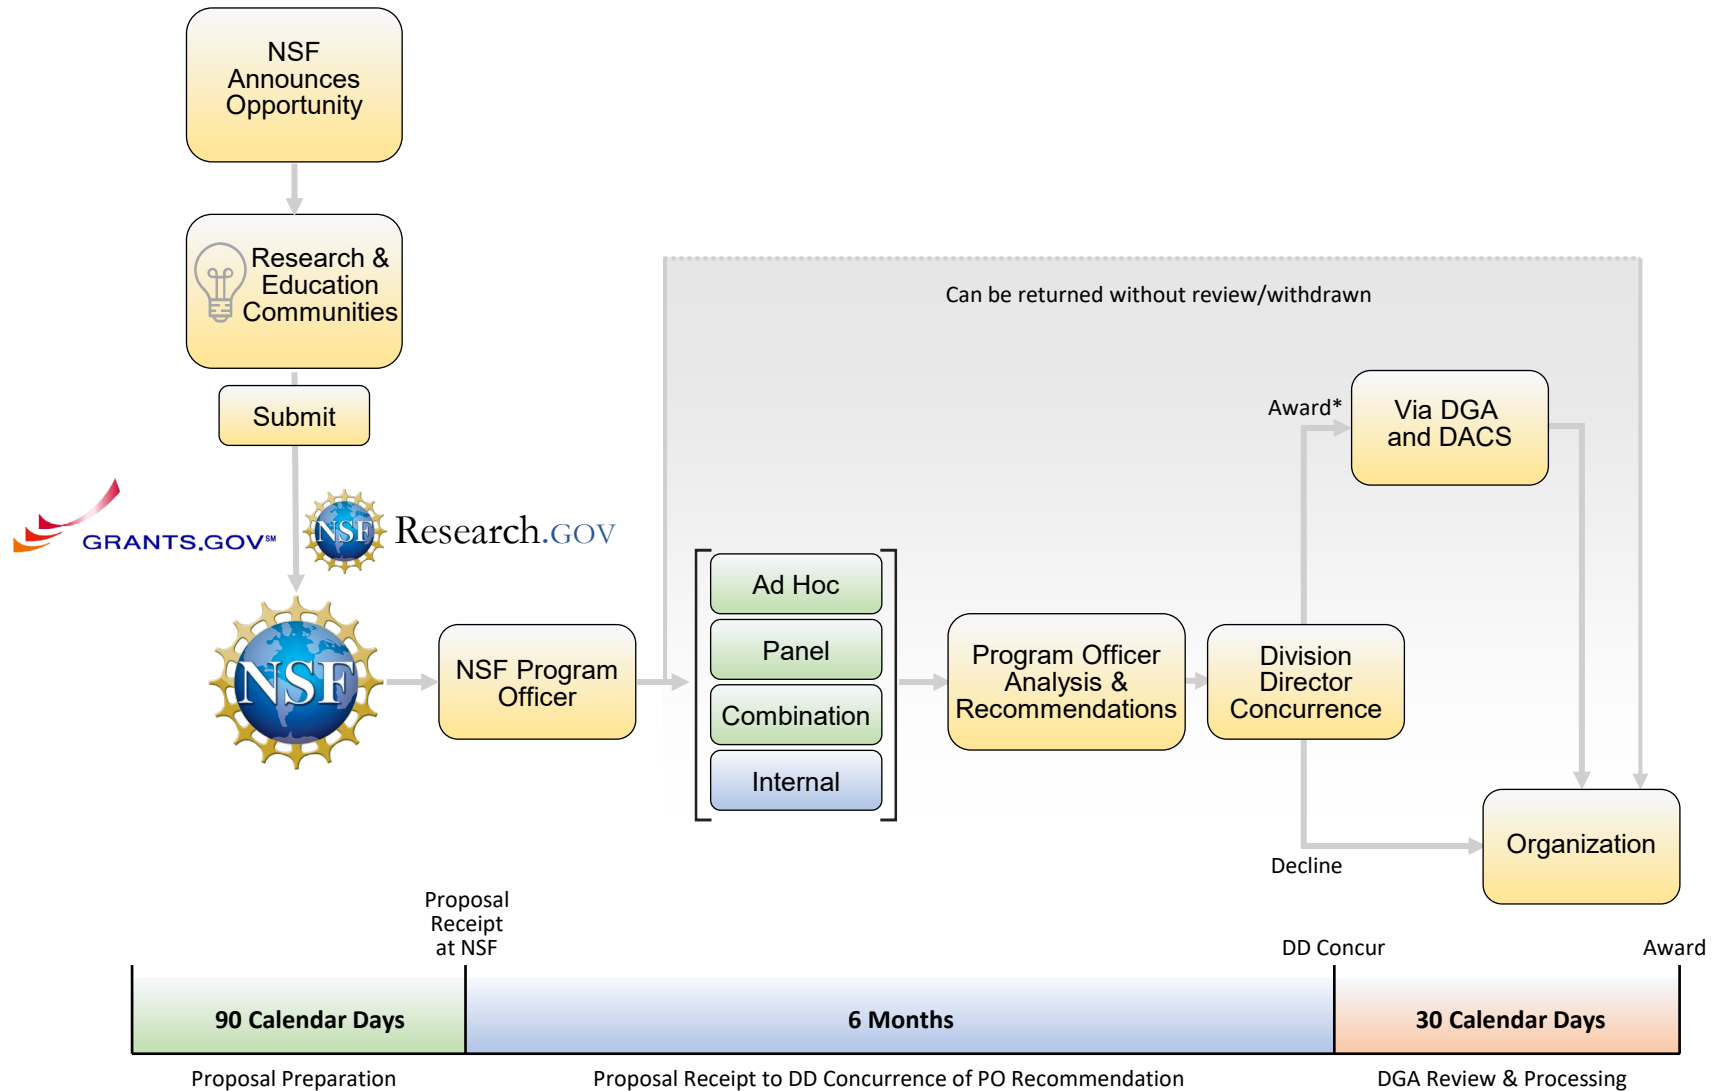 NSF
Announces
Opportunity
Research &
Education
Communities
Submit
GRANTS.GOV℠
NSF
Research.GOV
NSF
NSF Program
Officer
Can be returned without review/withdrawn
Ad Hoc
Panel
Combination
Internal
Program Officer
Analysis &
Recommendations
Division
Director
Concurrence
Award*
Via DGA
and DACS
Decline
Organization
Proposal
Receipt
at NSF
DD Concur
Award
90 Calendar Days
6 Months
30 Calendar Days
Proposal Preparation
Proposal Receipt to DD Concurrence of PO Recommendation
DGA Review & Processing